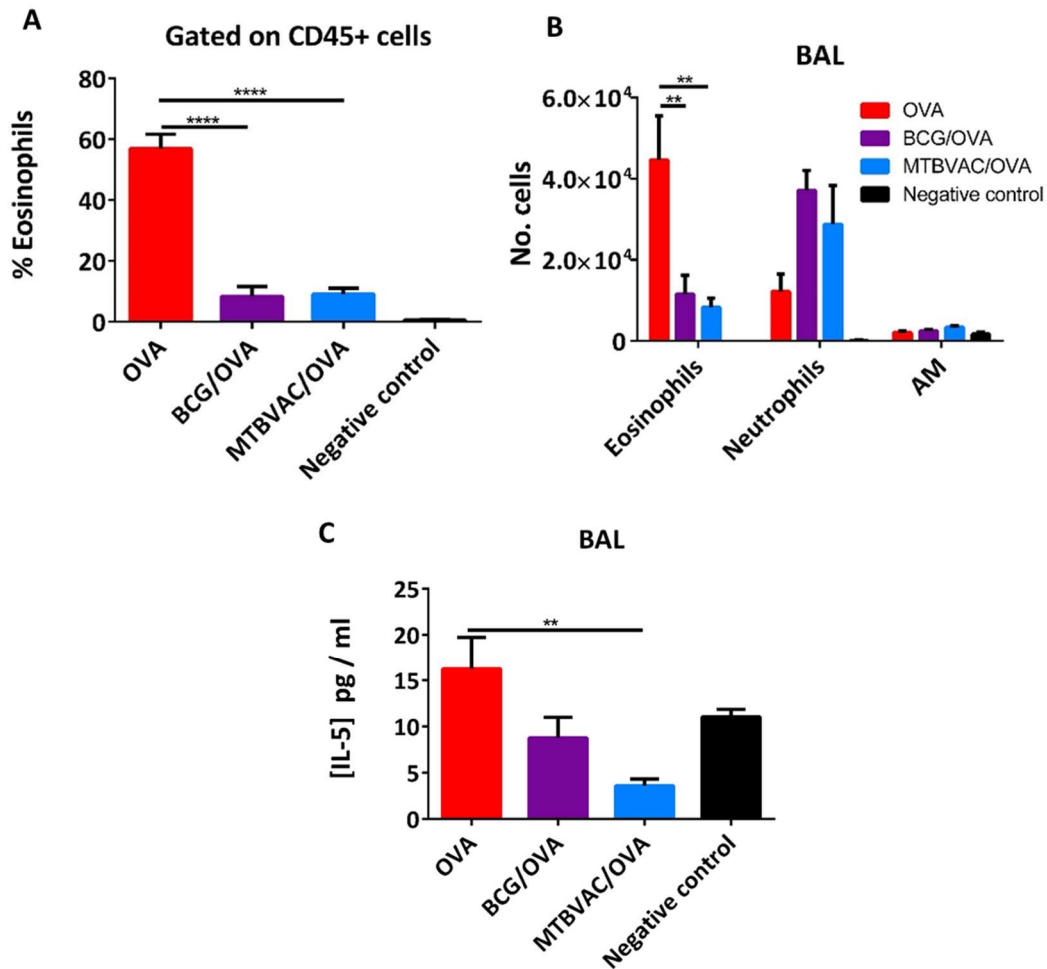 A
Gated on CD45+ cells
% Eosinophils
80
60
40
20
0
****
****
OVA
BCG/OVA
MTBVAC/OVA
Negative control
B
BAL
No. cells
6.0×10⁴
4.0×10⁴
2.0×10⁴
0
**
**
OVA
BCG/OVA
MTBVAC/OVA
Negative control
Eosinophils
Neutrophils
AM
C
BAL
[IL-5] pg / ml
25
20
15
10
5
0
**
OVA
BCG/OVA
MTBVAC/OVA
Negative control